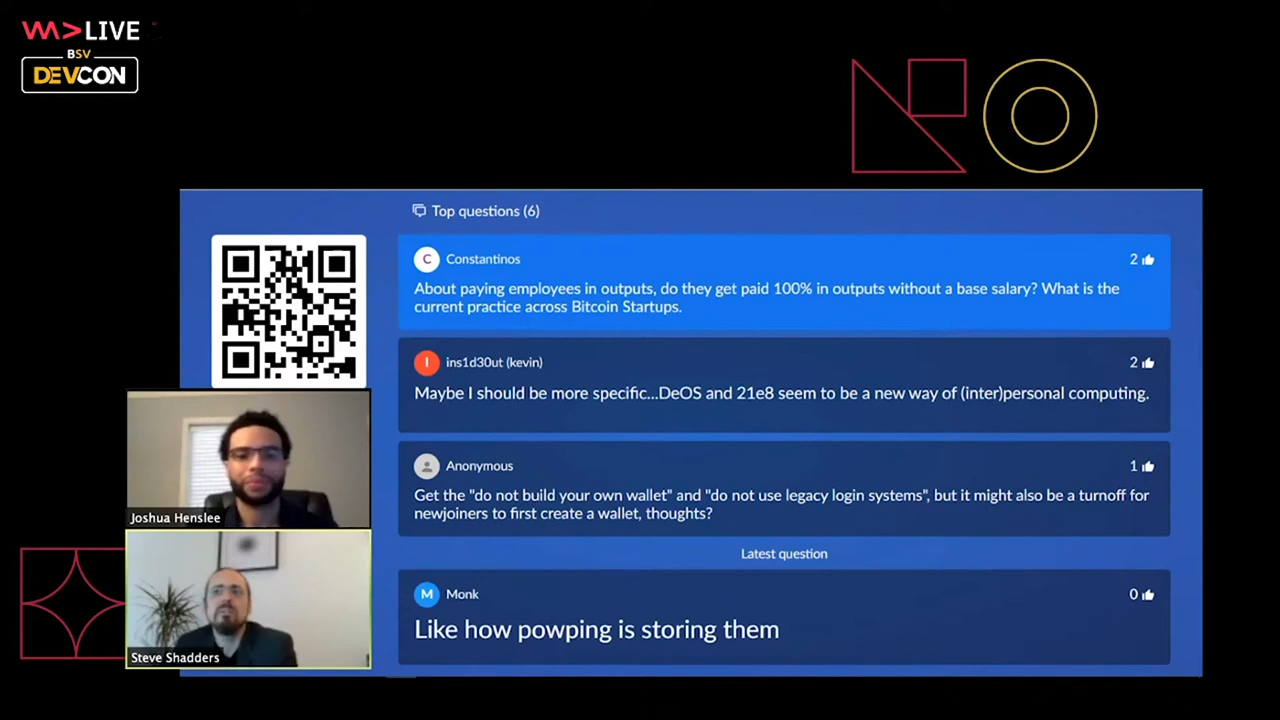 LIVE
BSV
DEVCON
Top questions (6)
C
Constantinos
2
About paying employees in outputs, do they get paid 100% in outputs without a base salary? What is the
current practice across Bitcoin Startups.
I
ins1d30ut (kevin)
2
Maybe I should be more specific...DeOS and 21e8 seem to be a new way of (inter)personal computing.
Anonymous
1
Get the "do not build your own wallet" and "do not use legacy login systems", but it might also be a turnoff for
newjoiners to first create a wallet, thoughts?
Latest question
M
Monk
0
Like how powping is storing them
Joshua Henslee
Steve Shadders